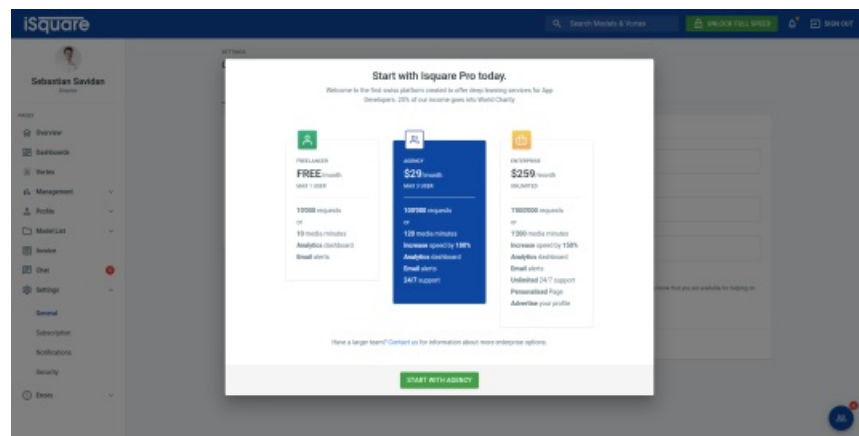 iSquare
Search Models & Vortex
UNLOCK FULL SPEED
SIGN OUT
Sebastian Savidan
Director
PAGES
Overview
Dashboards
Management
Profile
Model List
Invoice
Chat
Settings
General
Subscription
Notifications
Security
Errors
SETTINGS
Start with Isquare Pro today.
Welcome to the first swiss platform created to offer deep learning services for App
Developers. 20% of our income goes into World Charity
FREELANCER
FREE/month
MAX 1 USER
10'000 requests
or
10 media minutes
Analytics dashboard
Email alerts
AGENCY
$29/month
MAX 3 USER
100'000 requests
or
120 media minutes
Increase speed by 100%
Analytics dashboard
Email alerts
24/7 support
ENTERPRISE
$259/month
UNLIMITED
requests
or
1'200 media minutes
Increase speed by 150%
Analytics dashboard
Email alerts
Unlimited 24/7 support
Personalised Page
Advertise your profile
Have a larger team? Contact us for information about more enterprise options.
START WITH AGENCY